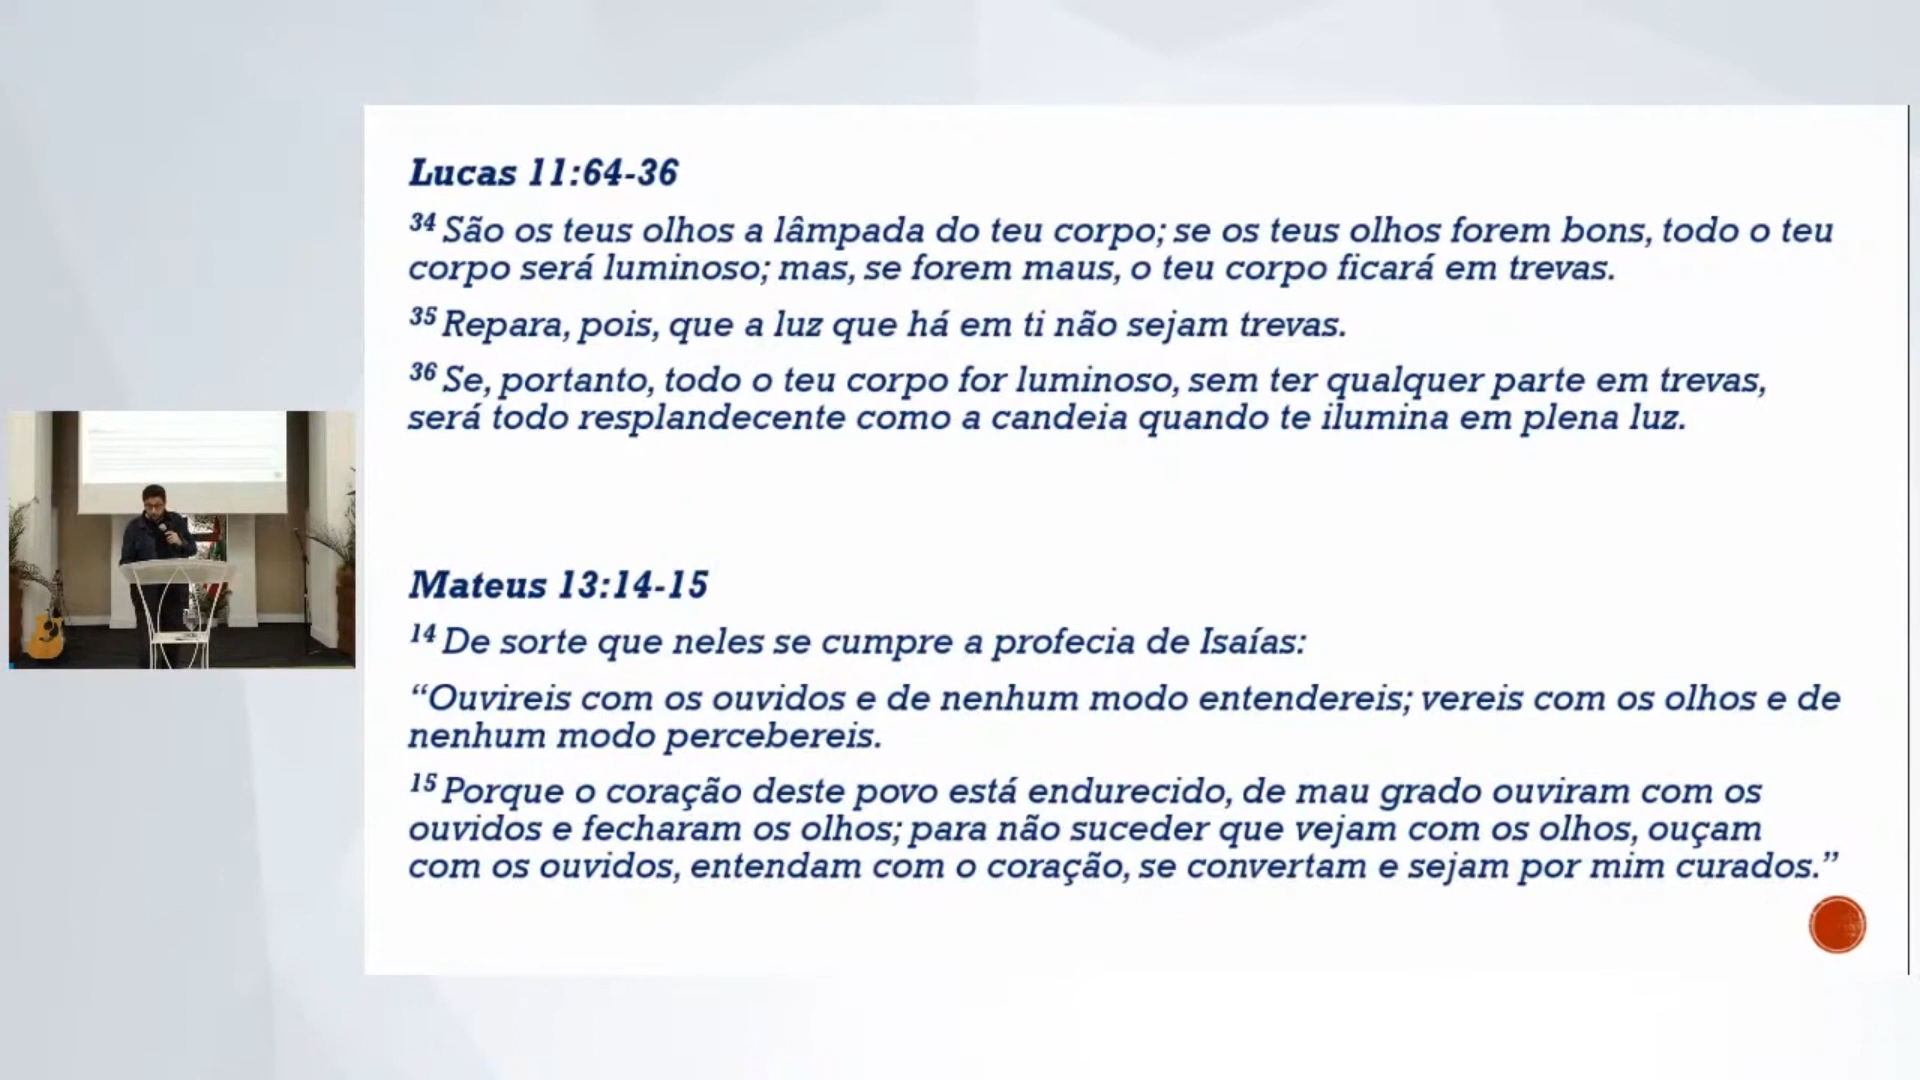 Lucas 11:64-36
34 São os teus olhos a lâmpada do teu corpo; se os teus olhos forem bons, todo o teu
corpo será luminoso; mas, se forem maus, o teu corpo ficará em trevas.
35 Repara, pois, que a luz que há em ti não sejam trevas.
36 Se, portanto, todo o teu corpo for luminoso, sem ter qualquer parte em trevas,
será todo resplandecente como a candeia quando te ilumina em plena luz.
Mateus 13:14-15
14 De sorte que neles se cumpre a profecia de Isaías:
“Ouvireis com os ouvidos e de nenhum modo entendereis; vereis com os olhos e de
nenhum modo percebereis.
15 Porque o coração deste povo está endurecido, de mau grado ouviram com os
ouvidos e fecharam os olhos; para não suceder que vejam com os olhos, ouçam
com os ouvidos, entendam com o coração, se convertam e sejam por mim curados.”